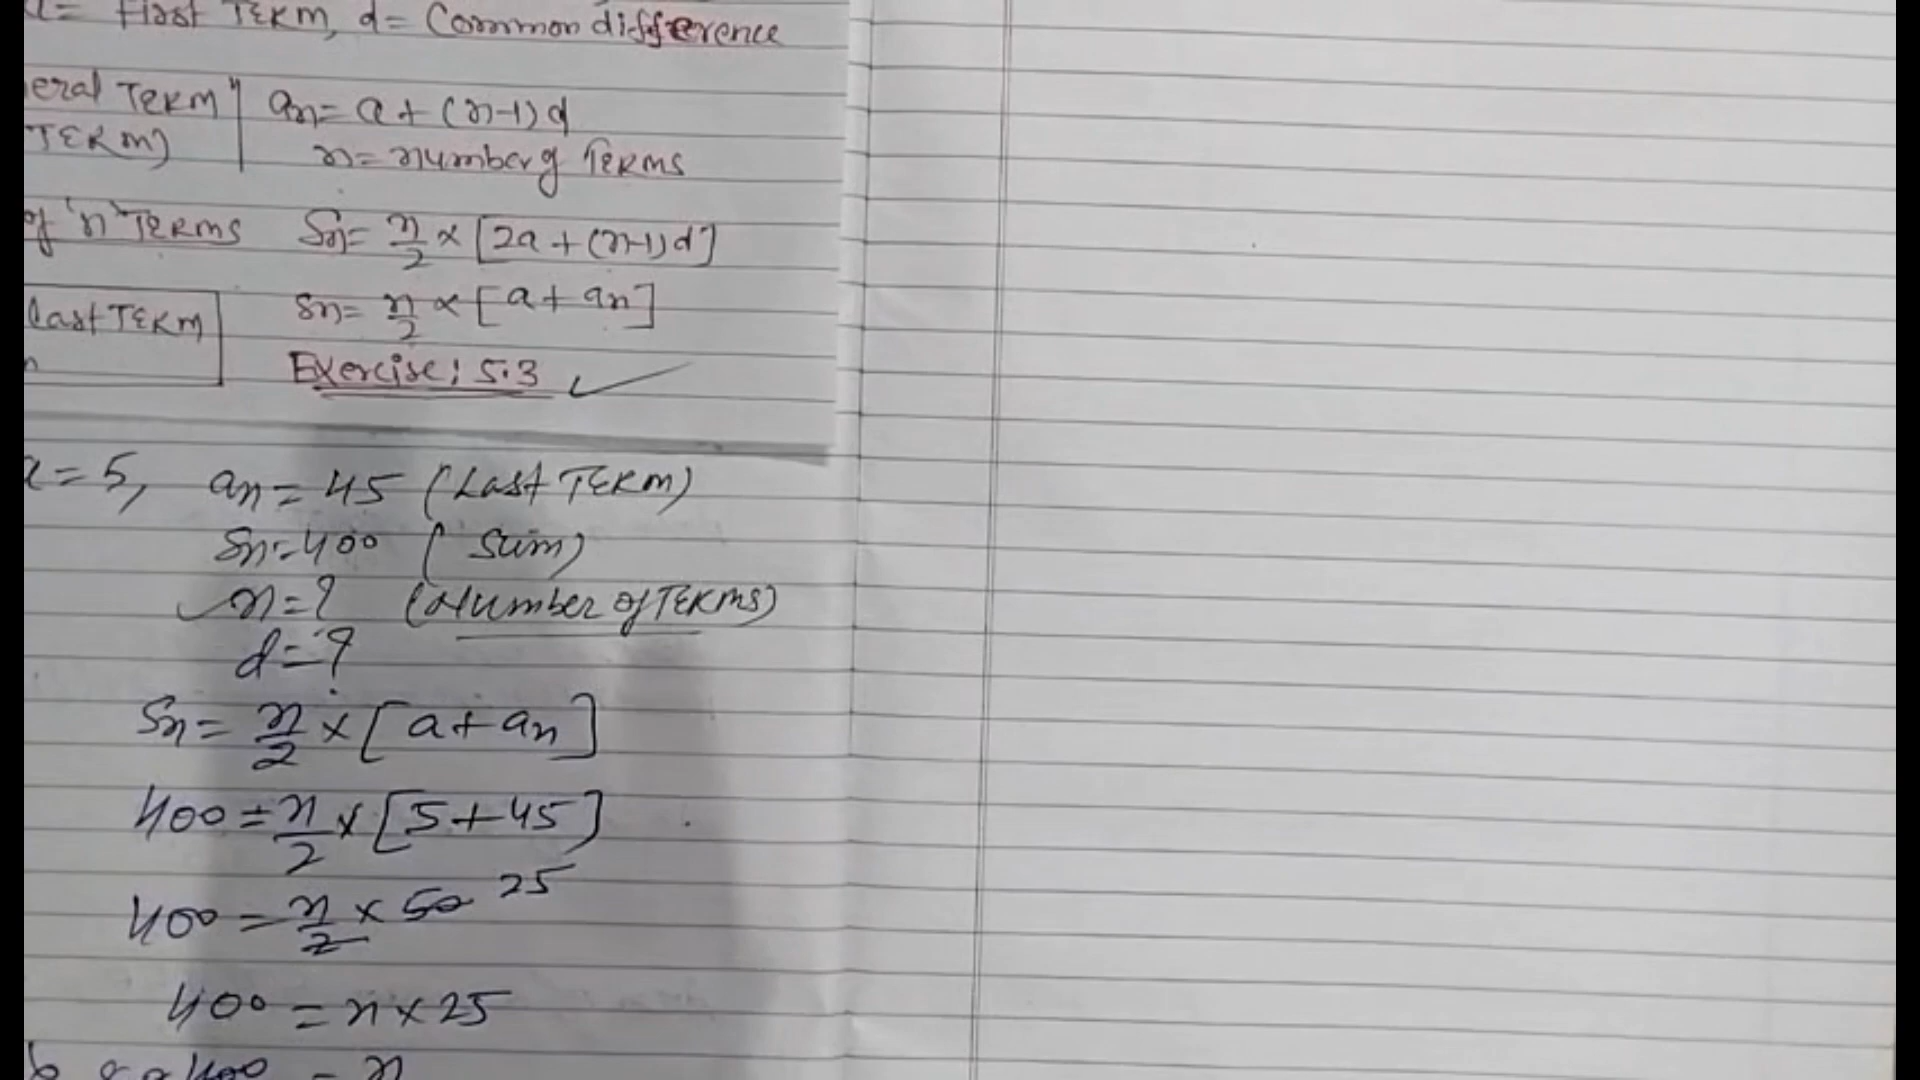 a = First TERM, d = Common difference
eral TERM" an = a + (n-1)d
TERM) n = number of TERMS
of 'n' TERMS Sn = n/2 × [2a + (n-1)d]
last TERM Sn = n/2 × [a + an]
Exercise: 5.3 ✓
a = 5, an = 45 (Last TERM)
Sn = 400 (Sum)
n = ? (Number of TERMS)
d = ?
Sn = n/2 × [a + an]
400 = n/2 × [5 + 45]
400 = n/2 × 50 25
400 = n × 25
400 = n